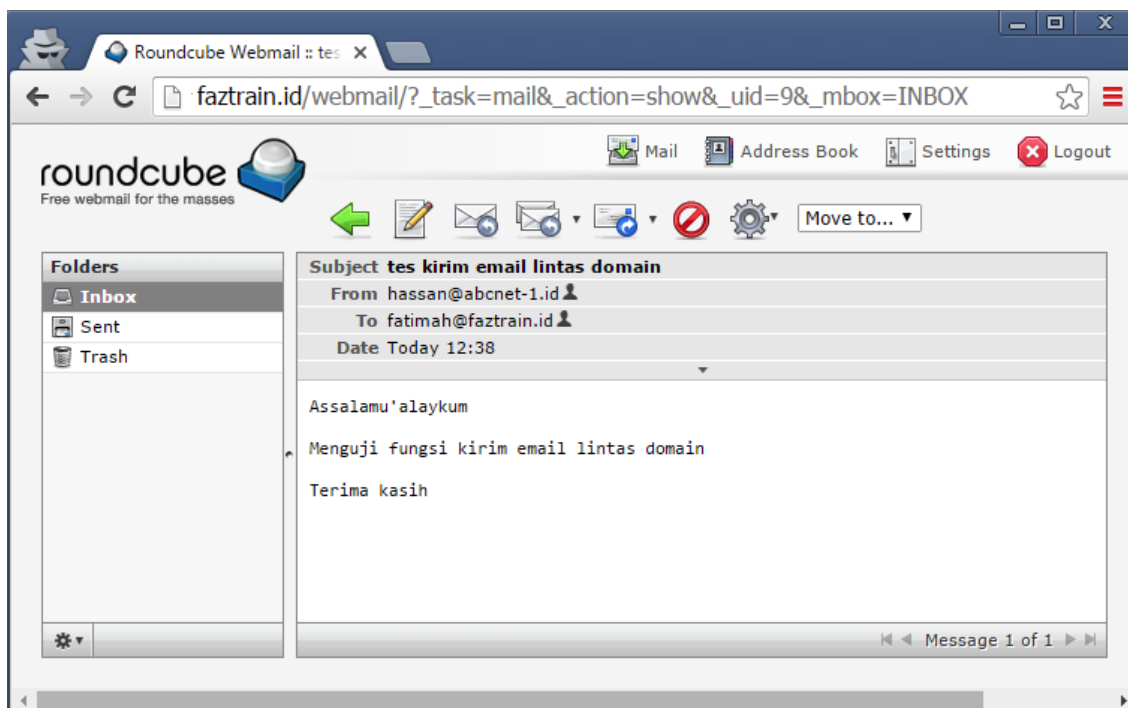 Roundcube Webmail :: tes
faztrain.id/webmail/?_task=mail&_action=show&_uid=9&_mbox=INBOX
Mail Address Book Settings Logout
roundcube
Free webmail for the masses
Move to...
Folders
Inbox
Sent
Trash
Subject tes kirim email lintas domain
From hassan@abcnet-1.id
To fatimah@faztrain.id
Date Today 12:38
Assalamu'alaykum
Menguji fungsi kirim email lintas domain
Terima kasih
Message 1 of 1